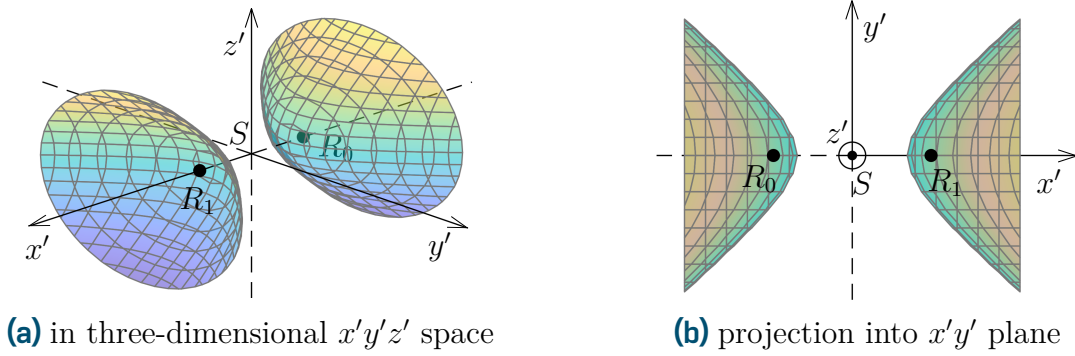 z'
S
R₀
R₁
x'
y'
(a) in three-dimensional x'y'z' space
y'
z'
R₀
S
R₁
x'
(b) projection into x'y' plane